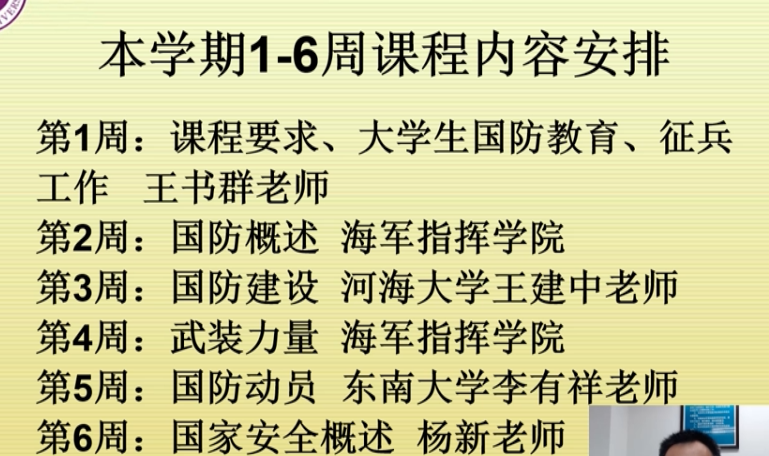 本学期1-6周课程内容安排
第1周：课程要求、大学生国防教育、征兵
工作 王书群老师
第2周：国防概述 海军指挥学院
第3周：国防建设 河海大学王建中老师
第4周：武装力量 海军指挥学院
第5周：国防动员 东南大学李有祥老师
第6周：国家安全概述 杨新老师